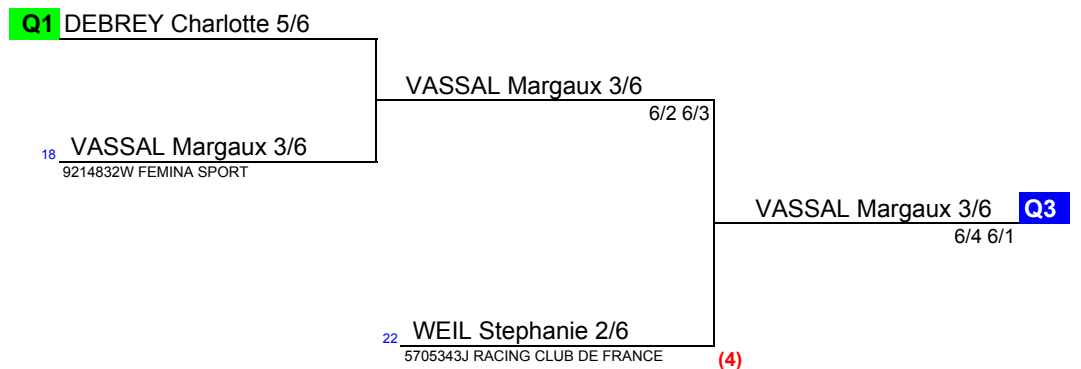 Q1 DEBREY Charlotte 5/6
VASSAL Margaux 3/6
6/2 6/3
18 VASSAL Margaux 3/6
9214832W FEMINA SPORT
VASSAL Margaux 3/6 Q3
6/4 6/1
22 WEIL Stephanie 2/6
5705343J RACING CLUB DE FRANCE (4)